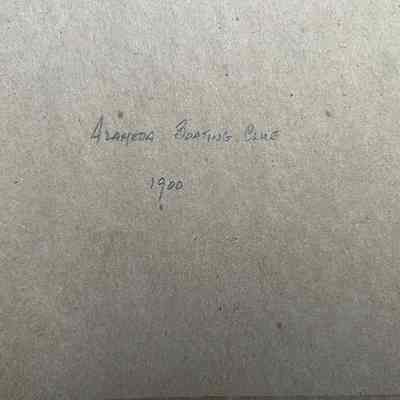 ALAMEDA BOATING CLUB
1900